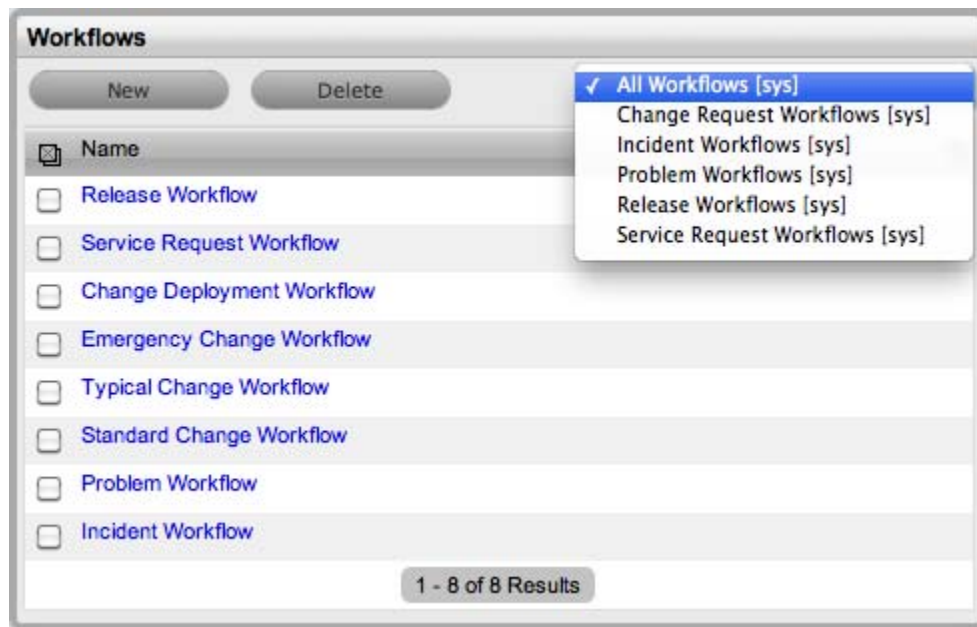 Workflows
New
Delete
✓ All Workflows [sys]
Change Request Workflows [sys]
Incident Workflows [sys]
Problem Workflows [sys]
Release Workflows [sys]
Service Request Workflows [sys]
Name
Release Workflow
Service Request Workflow
Change Deployment Workflow
Emergency Change Workflow
Typical Change Workflow
Standard Change Workflow
Problem Workflow
Incident Workflow
1 - 8 of 8 Results